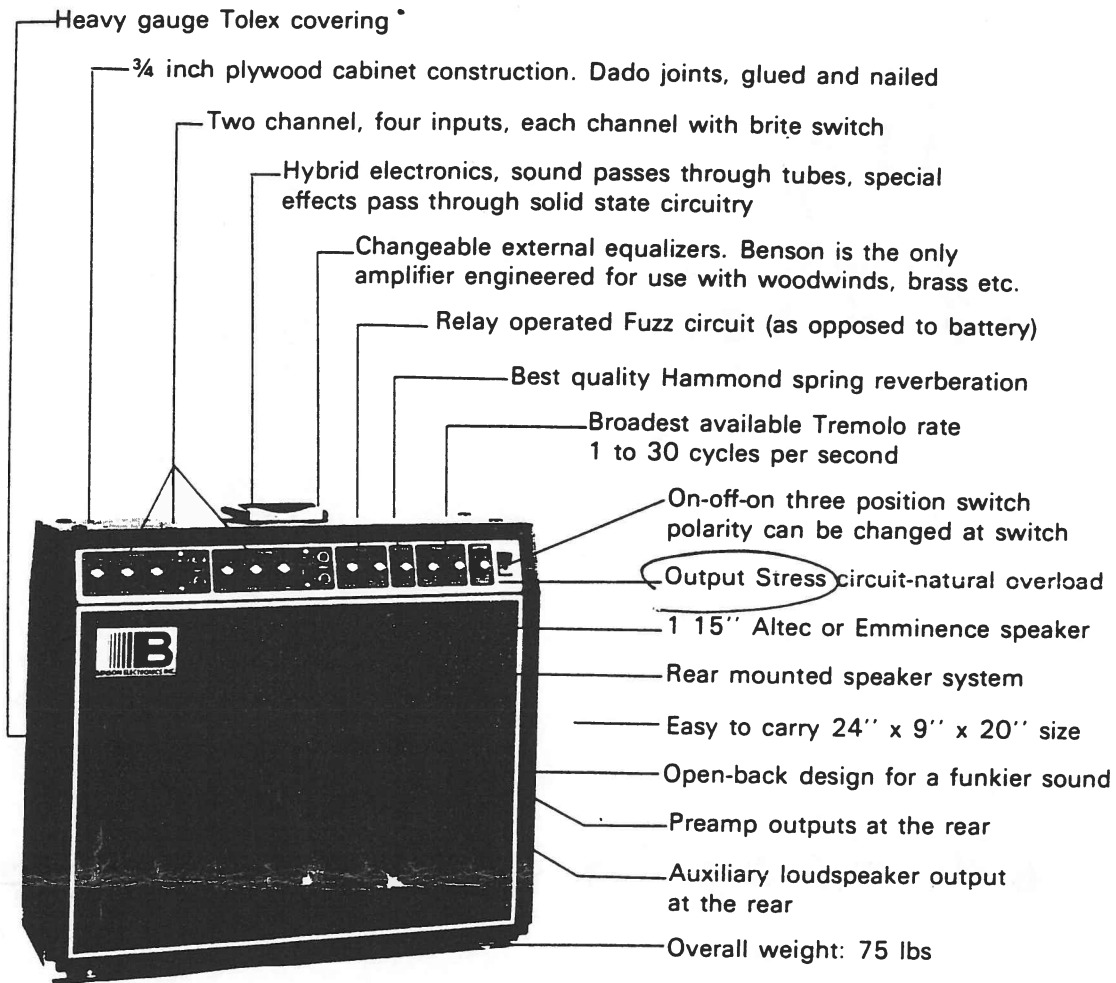 Heavy gauge Tolex covering
¾ inch plywood cabinet construction. Dado joints, glued and nailed
Two channel, four inputs, each channel with brite switch
Hybrid electronics, sound passes through tubes, special
effects pass through solid state circuitry
Changeable external equalizers. Benson is the only
amplifier engineered for use with woodwinds, brass etc.
Relay operated Fuzz circuit (as opposed to battery)
Best quality Hammond spring reverberation
Broadest available Tremolo rate
1 to 30 cycles per second
On-off-on three position switch
polarity can be changed at switch
Output Stress circuit-natural overload
1 15'' Altec or Emminence speaker
Rear mounted speaker system
Easy to carry 24'' x 9'' x 20'' size
Open-back design for a funkier sound
Preamp outputs at the rear
Auxiliary loudspeaker output
at the rear
Overall weight: 75 lbs
B
BENSON ELECTRONICS INC.